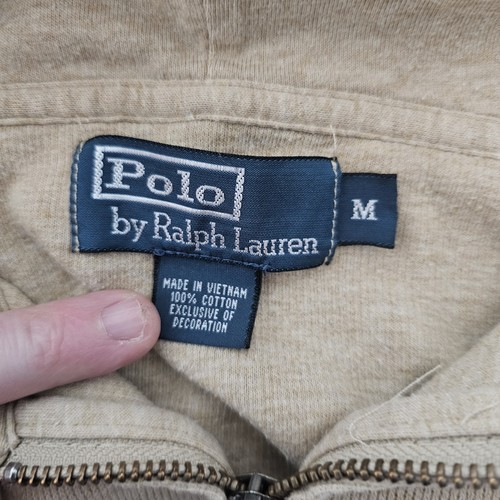 Polo
by Ralph Lauren
M
MADE IN VIETNAM
100% COTTON
EXCLUSIVE OF
DECORATION